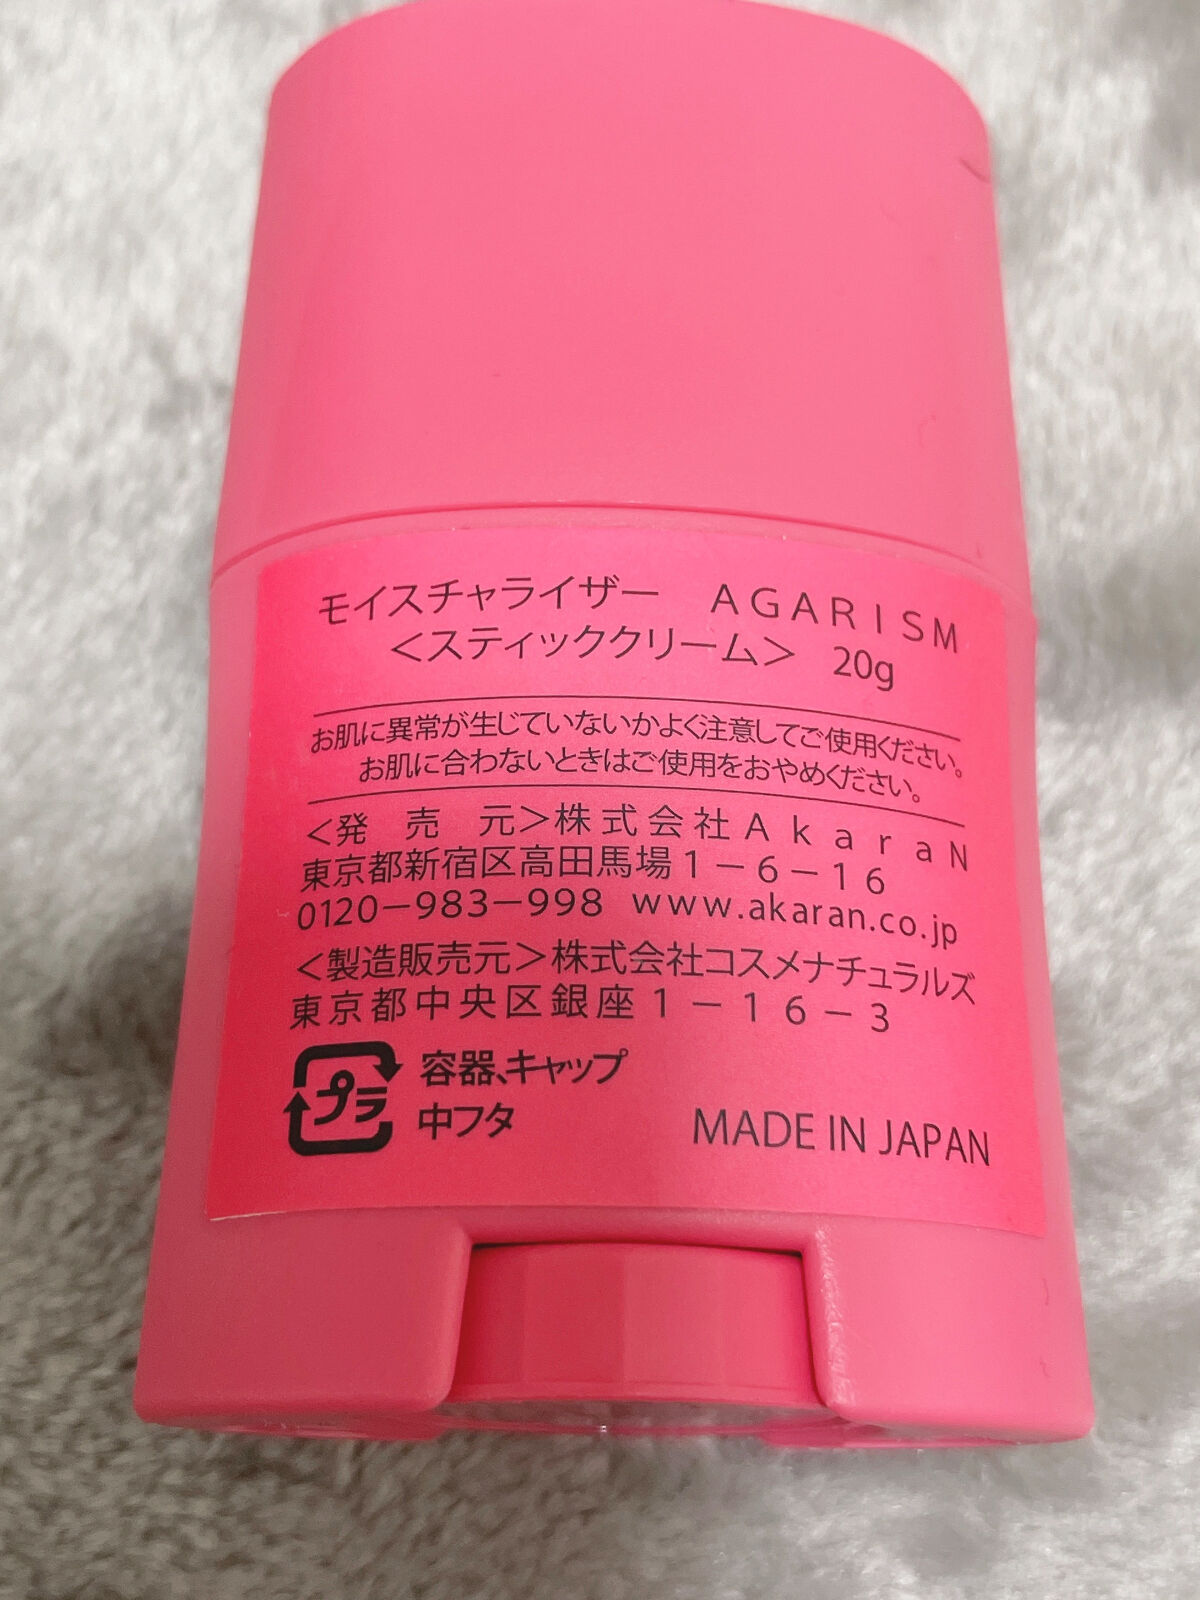 モイスチャライザー ＡＧＡＲＩＳＭ
＜スティッククリーム＞ 20g
お肌に異常が生じていないかよく注意してご使用ください。
お肌に合わないときはご使用をおやめください。
＜発　売　元＞株式会社ＡｋａｒａＮ
東京都新宿区高田馬場１－６－１６
0120－983－998 www.akaran.co.jp
＜製造販売元＞株式会社コスメナチュラルズ
東京都中央区銀座１－１６－３
プラ 容器、キャップ
中フタ
MADE IN JAPAN